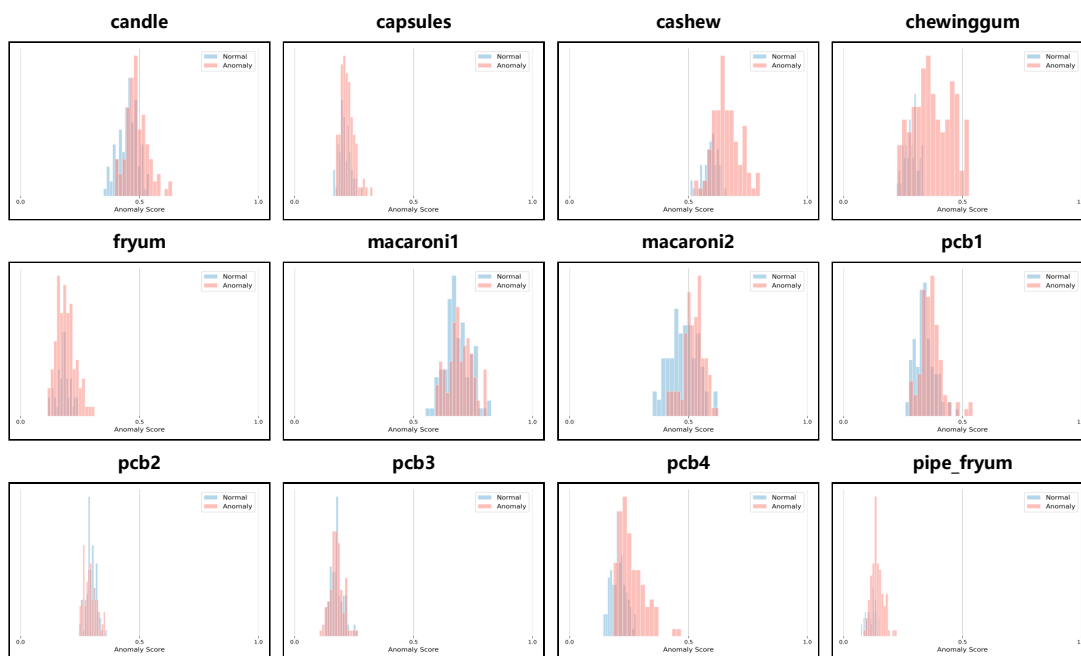 candle capsules cashew chewinggum
Normal Normal Normal Normal
Anomaly Anomaly Anomaly Anomaly
0.0 0.5 1.0 0.0 0.5 1.0 0.0 0.5 1.0 0.0 0.5 1.
Anomaly Score Anomaly Score Anomaly Score Anomaly Score
fryum macaroni1 macaroni2 pcb1
Normal Normal Normal Normal
Anomaly Anomaly Anomaly Anomaly
0.0 0.5 1.0 0.0 0.5 1.0 0.0 0.5 1.0 0.0 0.5 1.
Anomaly Score Anomaly Score Anomaly Score Anomaly Score
pcb2 pcb3 pcb4 pipe_fryum
Normal Normal Normal Normal
Anomaly Anomaly Anomaly Anomaly
0.0 0.5 1.0 0.0 0.5 1.0 0.0 0.5 1.0 0.0 0.5 1.
Anomaly Score Anomaly Score Anomaly Score Anomaly Score